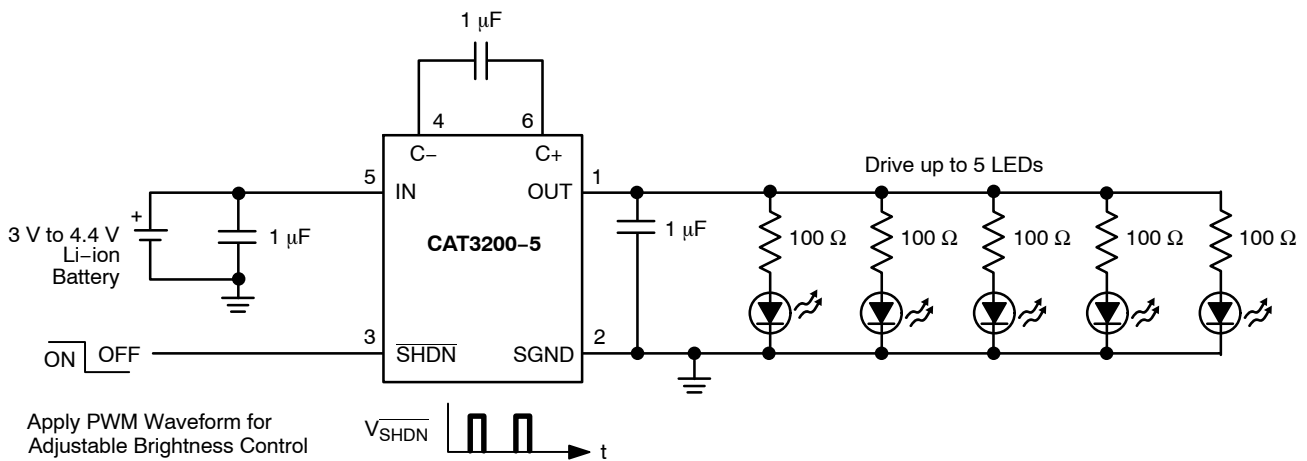 1 μF
4
6
C−
C+
5
IN
OUT
1
Drive up to 5 LEDs
+
3 V to 4.4 V
Li−ion
Battery
1 μF
CAT3200−5
1 μF
100 Ω
100 Ω
100 Ω
100 Ω
100 Ω
ON
OFF
3
SHDN
SGND
2
Apply PWM Waveform for
Adjustable Brightness Control
VSHDN
t